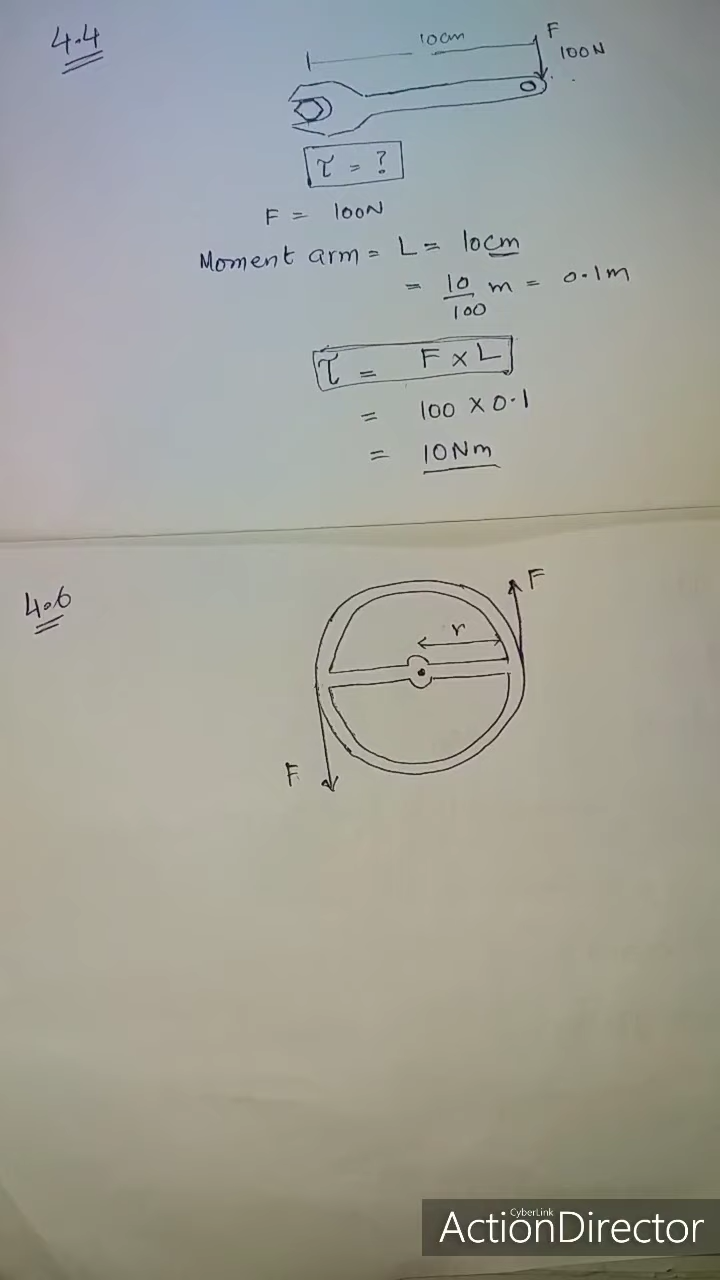 4.4
10cm
F
100N
τ = ?
F = 100N
Moment arm = L = 10cm
= 10/100 m = 0.1m
τ = F × L
= 100 × 0.1
= 10Nm
4.6
F
r
F
CyberLink
ActionDirector